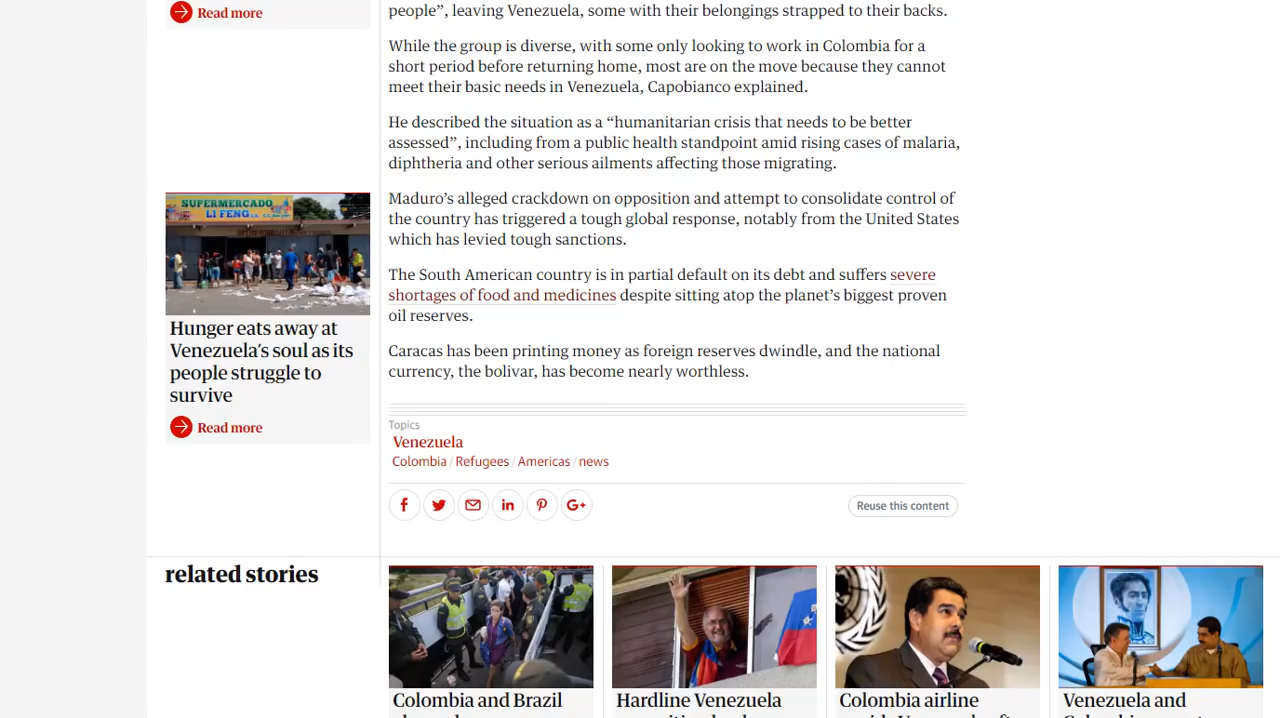 Read more
people”, leaving Venezuela, some with their belongings strapped to their backs.
While the group is diverse, with some only looking to work in Colombia for a
short period before returning home, most are on the move because they cannot
meet their basic needs in Venezuela, Capobianco explained.
He described the situation as a “humanitarian crisis that needs to be better
assessed”, including from a public health standpoint amid rising cases of malaria,
diphtheria and other serious ailments affecting those migrating.
Maduro’s alleged crackdown on opposition and attempt to consolidate control of
the country has triggered a tough global response, notably from the United States
which has levied tough sanctions.
The South American country is in partial default on its debt and suffers severe
shortages of food and medicines despite sitting atop the planet’s biggest proven
oil reserves.
Caracas has been printing money as foreign reserves dwindle, and the national
currency, the bolivar, has become nearly worthless.
SUPERMERCADO
LI FENG
Hunger eats away at
Venezuela’s soul as its
people struggle to
survive
Read more
Topics
Venezuela
Colombia / Refugees / Americas / news
Reuse this content
related stories
Colombia and Brazil
Hardline Venezuela
Colombia airline
Venezuela and